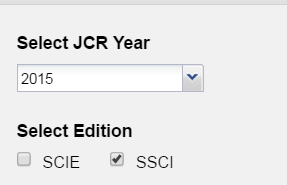 Select JCR Year
2015
Select Edition
SCIE SSCI